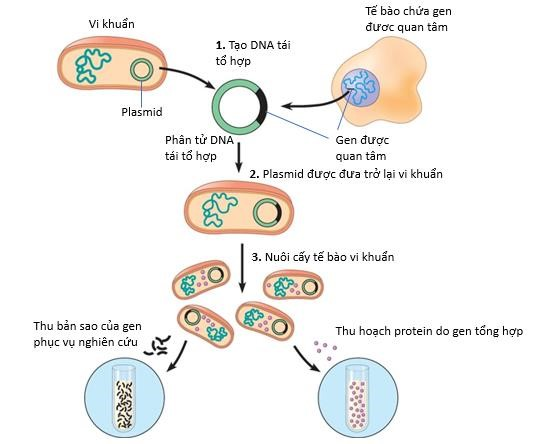 Vi khuẩn
Tế bào chứa gen
đươc quan tâm
1. Tạo DNA tái
tổ hợp
Plasmid
Phân tử DNA
tái tổ hợp
Gen được
quan tâm
2. Plasmid được đưa trở lại vi khuẩn
3. Nuôi cấy tế bào vi khuẩn
Thu bản sao của gen
phục vụ nghiên cứu
Thu hoạch protein do gen tổng hợp